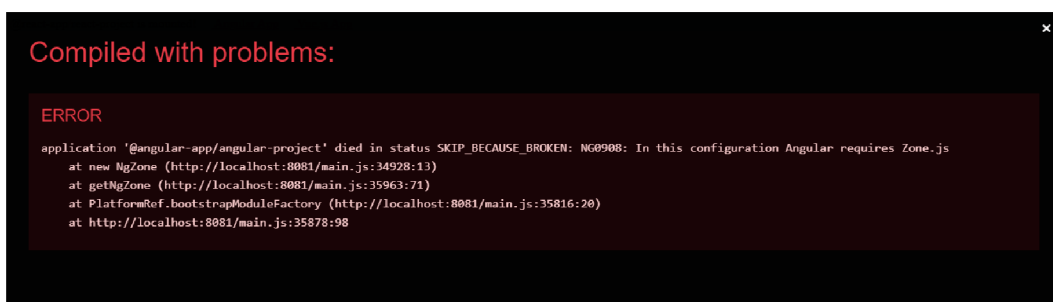 ×
Compiled with problems:
ERROR
application '@angular-app/angular-project' died in status SKIP_BECAUSE_BROKEN: NG0908: In this configuration Angular requires Zone.js
at new NgZone (http://localhost:8081/main.js:34928:13)
at getNgZone (http://localhost:8081/main.js:35963:71)
at PlatformRef.bootstrapModuleFactory (http://localhost:8081/main.js:35816:20)
at http://localhost:8081/main.js:35878:98